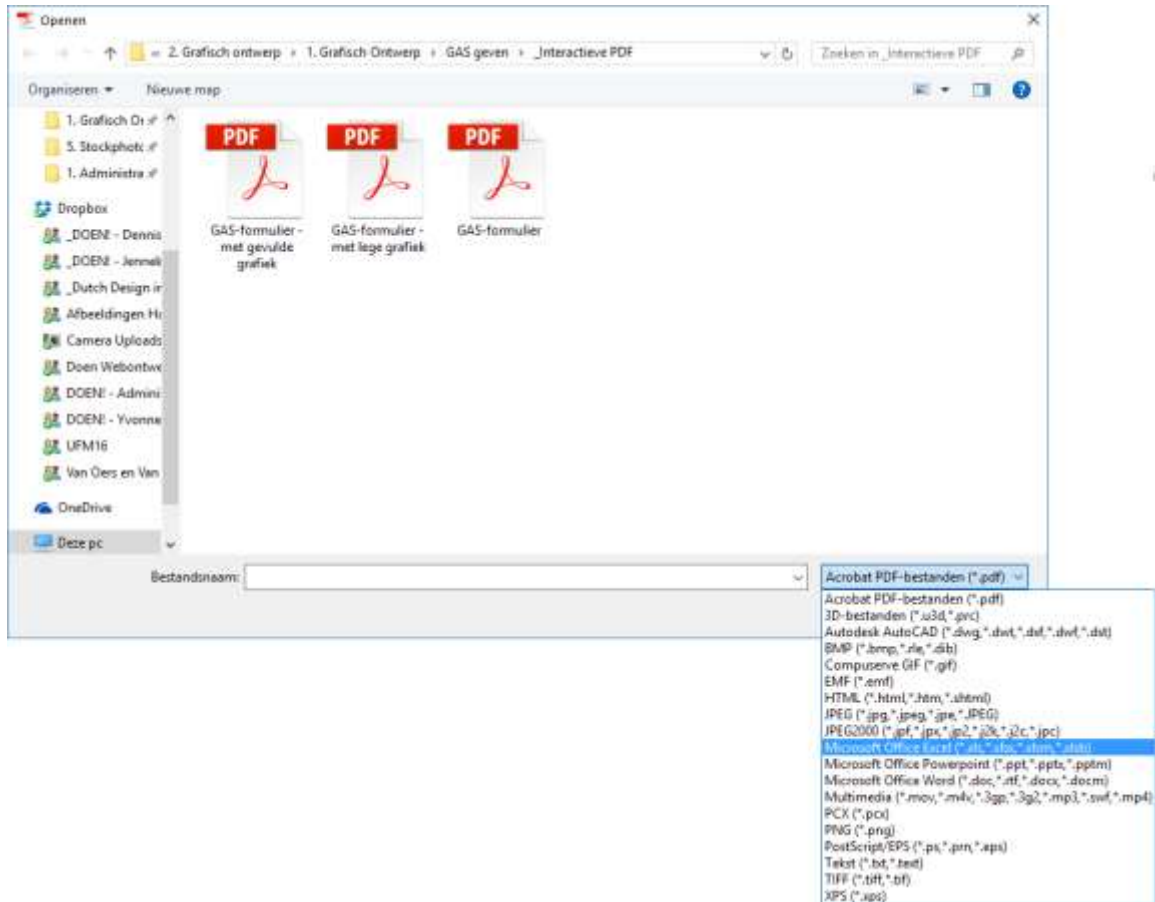 Openen
« 2. Grafisch ontwerp › 1. Grafisch Ontwerp › GAS geven › _Interactieve PDF
Zoeken in _Interactieve PDF
Organiseren Nieuwe map
1. Grafisch
5. Stockphotc
1. Administra
Dropbox
_DOEN! - Dennis
_DOEN! - Jennek
_Dutch Design in
Afbeeldingen
Camera Uploads
Doen Webontwe
DOEN! - Admini
DOEN! - Yvonne
UFM16
Van Oers en Van
OneDrive
Deze pc
PDF PDF PDF
GAS-formulier - met gevulde grafiek
GAS-formulier - met lege grafiek
GAS-formulier
Bestandsnaam:
Acrobat PDF-bestanden (*.pdf)
Acrobat PDF-bestanden (*.pdf)
3D-bestanden (*.u3d,*.prc)
Autodesk AutoCAD (*.dwg,*.dwt,*.dxf,*.dwf,*.dst)
BMP (*.bmp,*.rle,*.dib)
Compuserve GIF (*.gif)
EMF (*.emf)
HTML (*.html,*.htm,*.shtml)
JPEG (*.jpg,*.jpeg,*.jpe,*.JPEG)
JPEG2000 (*.jpf,*.jpx,*.jp2,*.j2k,*.j2c,*.jpc)
Microsoft Office Excel (*.xls,*.xlsx,*.xlsm,*.xlsb)
Microsoft Office Powerpoint (*.ppt,*.pptx,*.pptm)
Microsoft Office Word (*.doc,*.rtf,*.docx,*.docm)
Multimedia (*.mov,*.m4v,*.3gp,*.3g2,*.mp3,*.swf,*.mp4)
PCX (*.pcx)
PNG (*.png)
PostScript/EPS (*.ps,*.prn,*.eps)
Tekst (*.txt,*.text)
TIFF (*.tiff,*.tif)
XPS (*.xps)